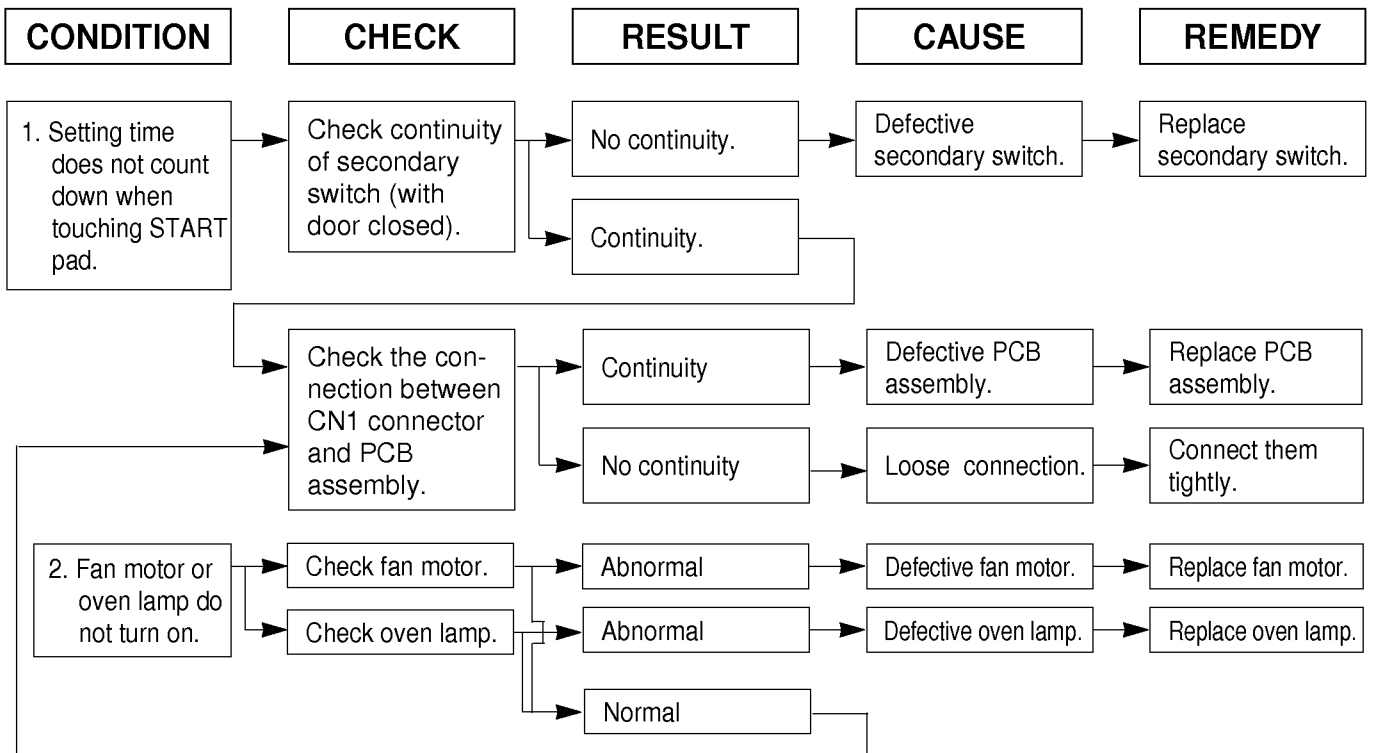 CONDITION
CHECK
RESULT
CAUSE
REMEDY
1. Setting time
does not count
down when
touching START
pad.
Check continuity
of secondary
switch (with
door closed).
No continuity.
Defective
secondary switch.
Replace
secondary switch.
Continuity.
Check the con-
nection between
CN1 connector
and PCB
assembly.
Continuity
Defective PCB
assembly.
Replace PCB
assembly.
No continuity
Loose connection.
Connect them
tightly.
2. Fan motor or
oven lamp do
not turn on.
Check fan motor.
Abnormal
Defective fan motor.
Replace fan motor.
Check oven lamp.
Abnormal
Defective oven lamp.
Replace oven lamp.
Normal